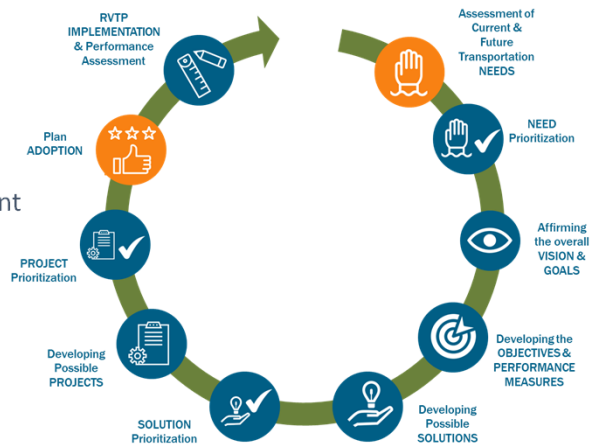 Assessment of
Current &
Future
Transportation
NEEDS
NEED
Prioritization
Affirming
the overall
VISION &
GOALS
Developing the
OBJECTIVES &
PERFORMANCE
MEASURES
Developing
Possible
SOLUTIONS
SOLUTION
Prioritization
Developing
Possible
PROJECTS
PROJECT
Prioritization
Plan
ADOPTION
RVTP
IMPLEMENTATION
& Performance
Assessment